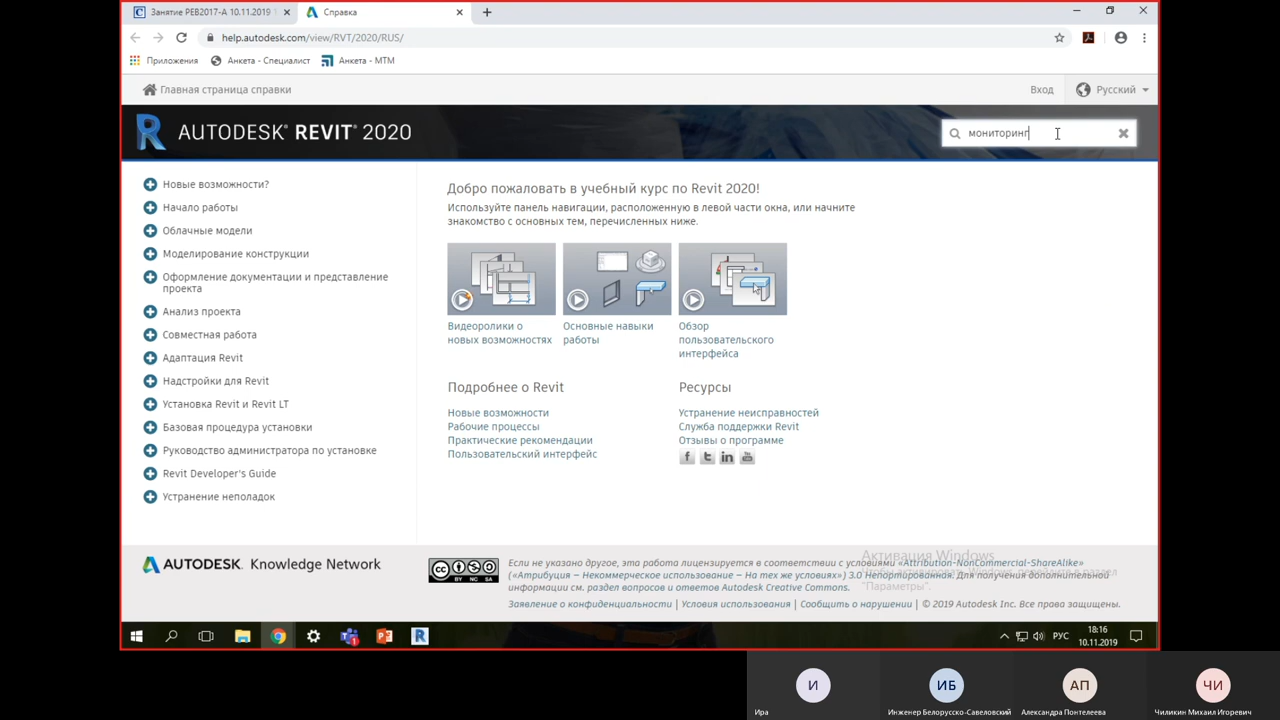 Занятие РЕВ2017-А 10.11.2019 1
Справка
help.autodesk.com/view/RVT/2020/RUS/
Приложения
Анкета - Специалист
Анкета - МТМ
Главная страница справки
Вход
Русский
AUTODESK® REVIT® 2020
мониторинг
Новые возможности?
Начало работы
Облачные модели
Моделирование конструкции
Оформление документации и представление
проекта
Анализ проекта
Совместная работа
Адаптация Revit
Надстройки для Revit
Установка Revit и Revit LT
Базовая процедура установки
Руководство администратора по установке
Revit Developer's Guide
Устранение неполадок
Добро пожаловать в учебный курс по Revit 2020!
Используйте панель навигации, расположенную в левой части окна, или начните
знакомство с основных тем, перечисленных ниже.
Видеоролики о
новых возможностях
Основные навыки
работы
Обзор
пользовательского
интерфейса
Подробнее о Revit
Новые возможности
Рабочие процессы
Практические рекомендации
Пользовательский интерфейс
Ресурсы
Устранение неисправностей
Служба поддержки Revit
Отзывы о программе
AUTODESK. Knowledge Network
BY NC SA
Если не указано другое, эта работа лицензируется в соответствии с условиями «Attribution-NonCommercial-ShareAlike»
(«Атрибуция — Некоммерческое использование — На тех же условиях») 3.0 Непортированная. Для получения дополнительной
информации см. раздел вопросов и ответов Autodesk Creative Commons.
Заявление о конфиденциальности | Условия использования | Сообщить о нарушении | © 2019 Autodesk Inc. Все права защищены.
Активация Windows
"Параметры".
РУС
18:16
10.11.2019
И
Ира
ИБ
Инженер Белорусско-Савеловский
АП
Александра Понтелеева
ЧИ
Чиликин Михаил Игоревич